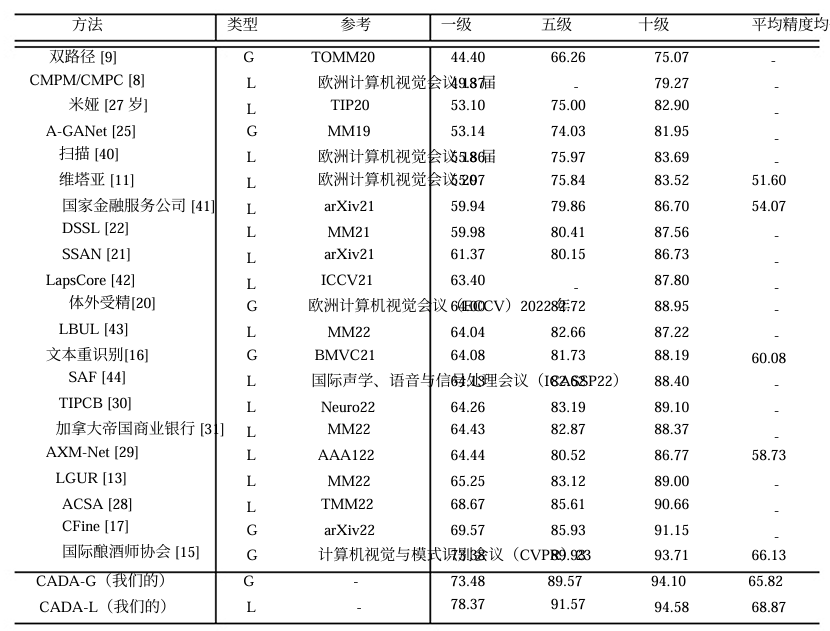 方法 类型 参考 一级 五级 十级 平均精度均
双路径 [9] G TOMM20 44.40 66.26 75.07 -
CMPM/CMPC [8] L 欧洲计算机视觉会议 18 届 49.37 - 79.27 -
米娅 [27 岁] L TIP20 53.10 75.00 82.90 -
A-GANet [25] G MM19 53.14 74.03 81.95 -
扫描 [40] L 欧洲计算机视觉会议 18 届 55.86 75.97 83.69 -
维塔亚 [11] L 欧洲计算机视觉会议 20 55.97 75.84 83.52 51.60
国家金融服务公司 [41] L arXiv21 59.94 79.86 86.70 54.07
DSSL [22] L MM21 59.98 80.41 87.56 -
SSAN [21] L arXiv21 61.37 80.15 86.73 -
LapsCore [42] L ICCV21 63.40 - 87.80 -
体外受精[20] G 欧洲计算机视觉会议（ECCV）2022 年 64.00 82.72 88.95 -
LBUL [43] L MM22 64.04 82.66 87.22 -
文本重识别[16] G BMVC21 64.08 81.73 88.19 60.08
SAF [44] L 国际声学、语音与信号处理会议（ICASSP22） 64.13 82.62 88.40 -
TIPCB [30] L Neuro22 64.26 83.19 89.10 -
加拿大帝国商业银行 [31] L MM22 64.43 82.87 88.37 -
AXM-Net [29] L AAA122 64.44 80.52 86.77 58.73
LGUR [13] L MM22 65.25 83.12 89.00 -
ACSA [28] L TMM22 68.67 85.61 90.66 -
CFine [17] G arXiv22 69.57 85.93 91.15 -
国际酿酒师协会 [15] G 计算机视觉与模式识别会议（CVPR）23 73.38 89.93 93.71 66.13
CADA-G（我们的） G - 73.48 89.57 94.10 65.82
CADA-L（我们的） L - 78.37 91.57 94.58 68.87